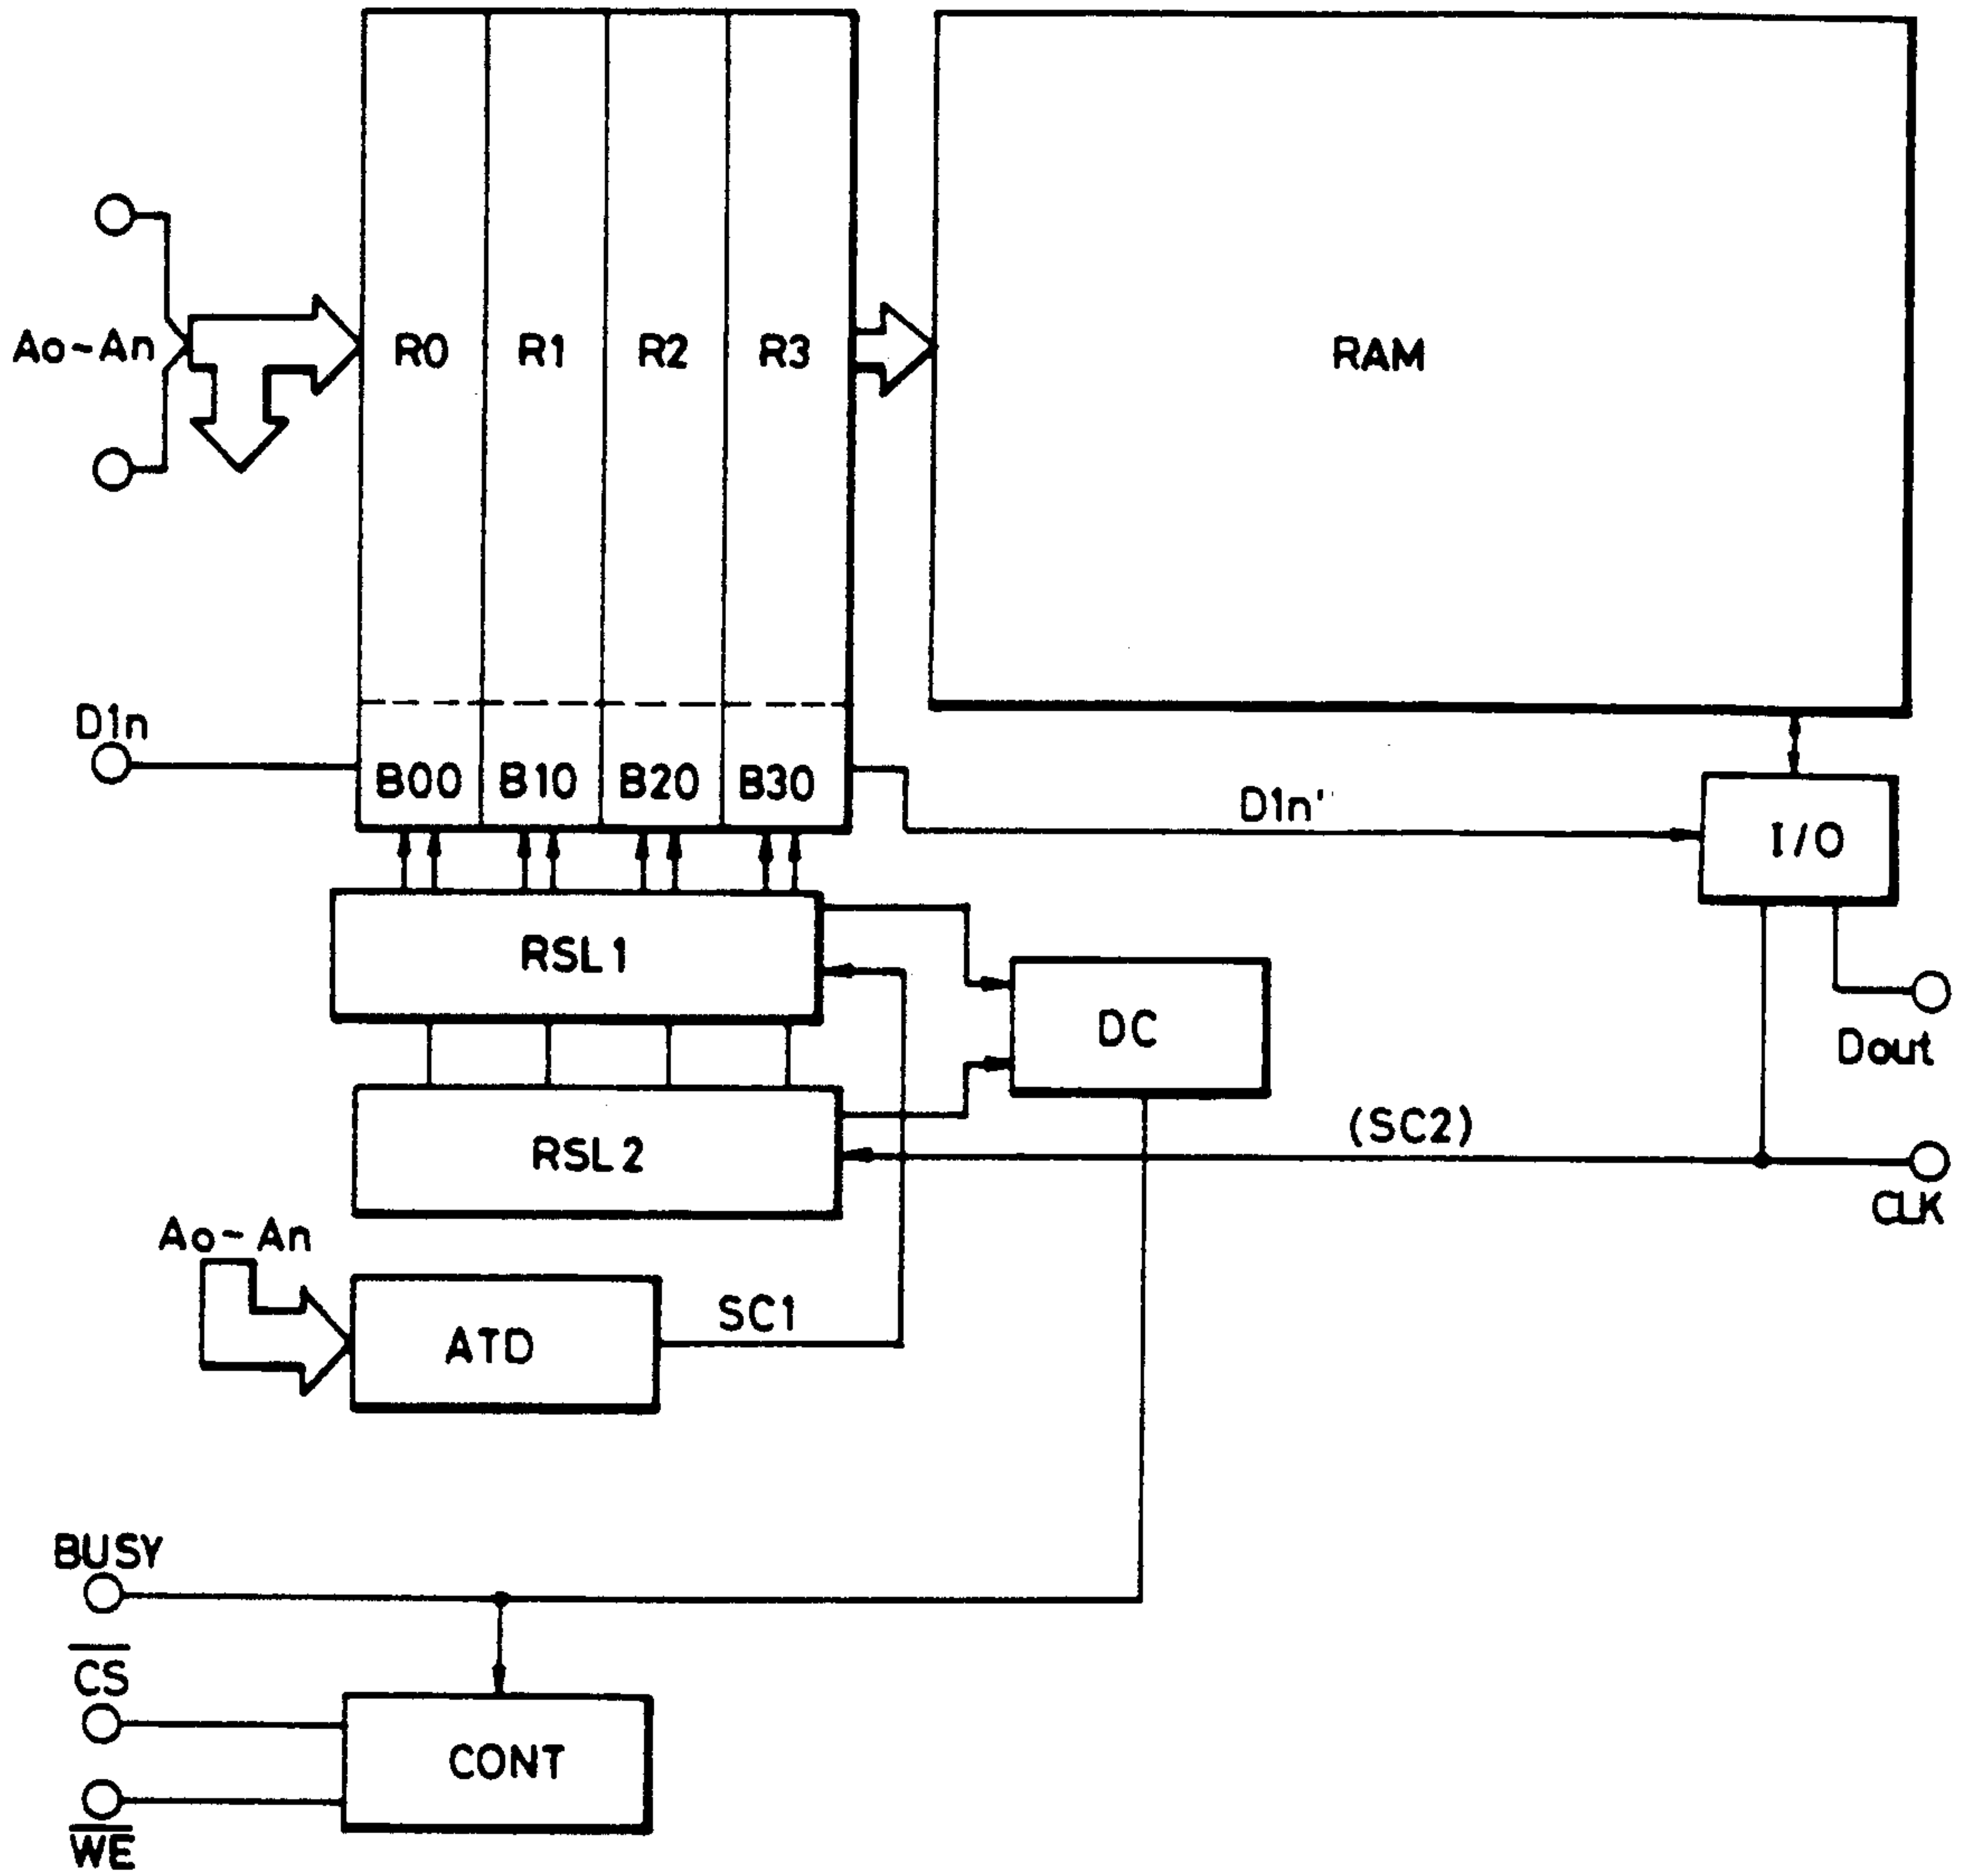 Ao-An
R0 R1 R2 R3
RAM
D1n
B00 B10 B20 B30
D1n'
I/O
RSL1
DC
Dout
(SC2)
RSL2
CLK
Ao-An
SC1
ATD
BUSY
CS
CONT
WE